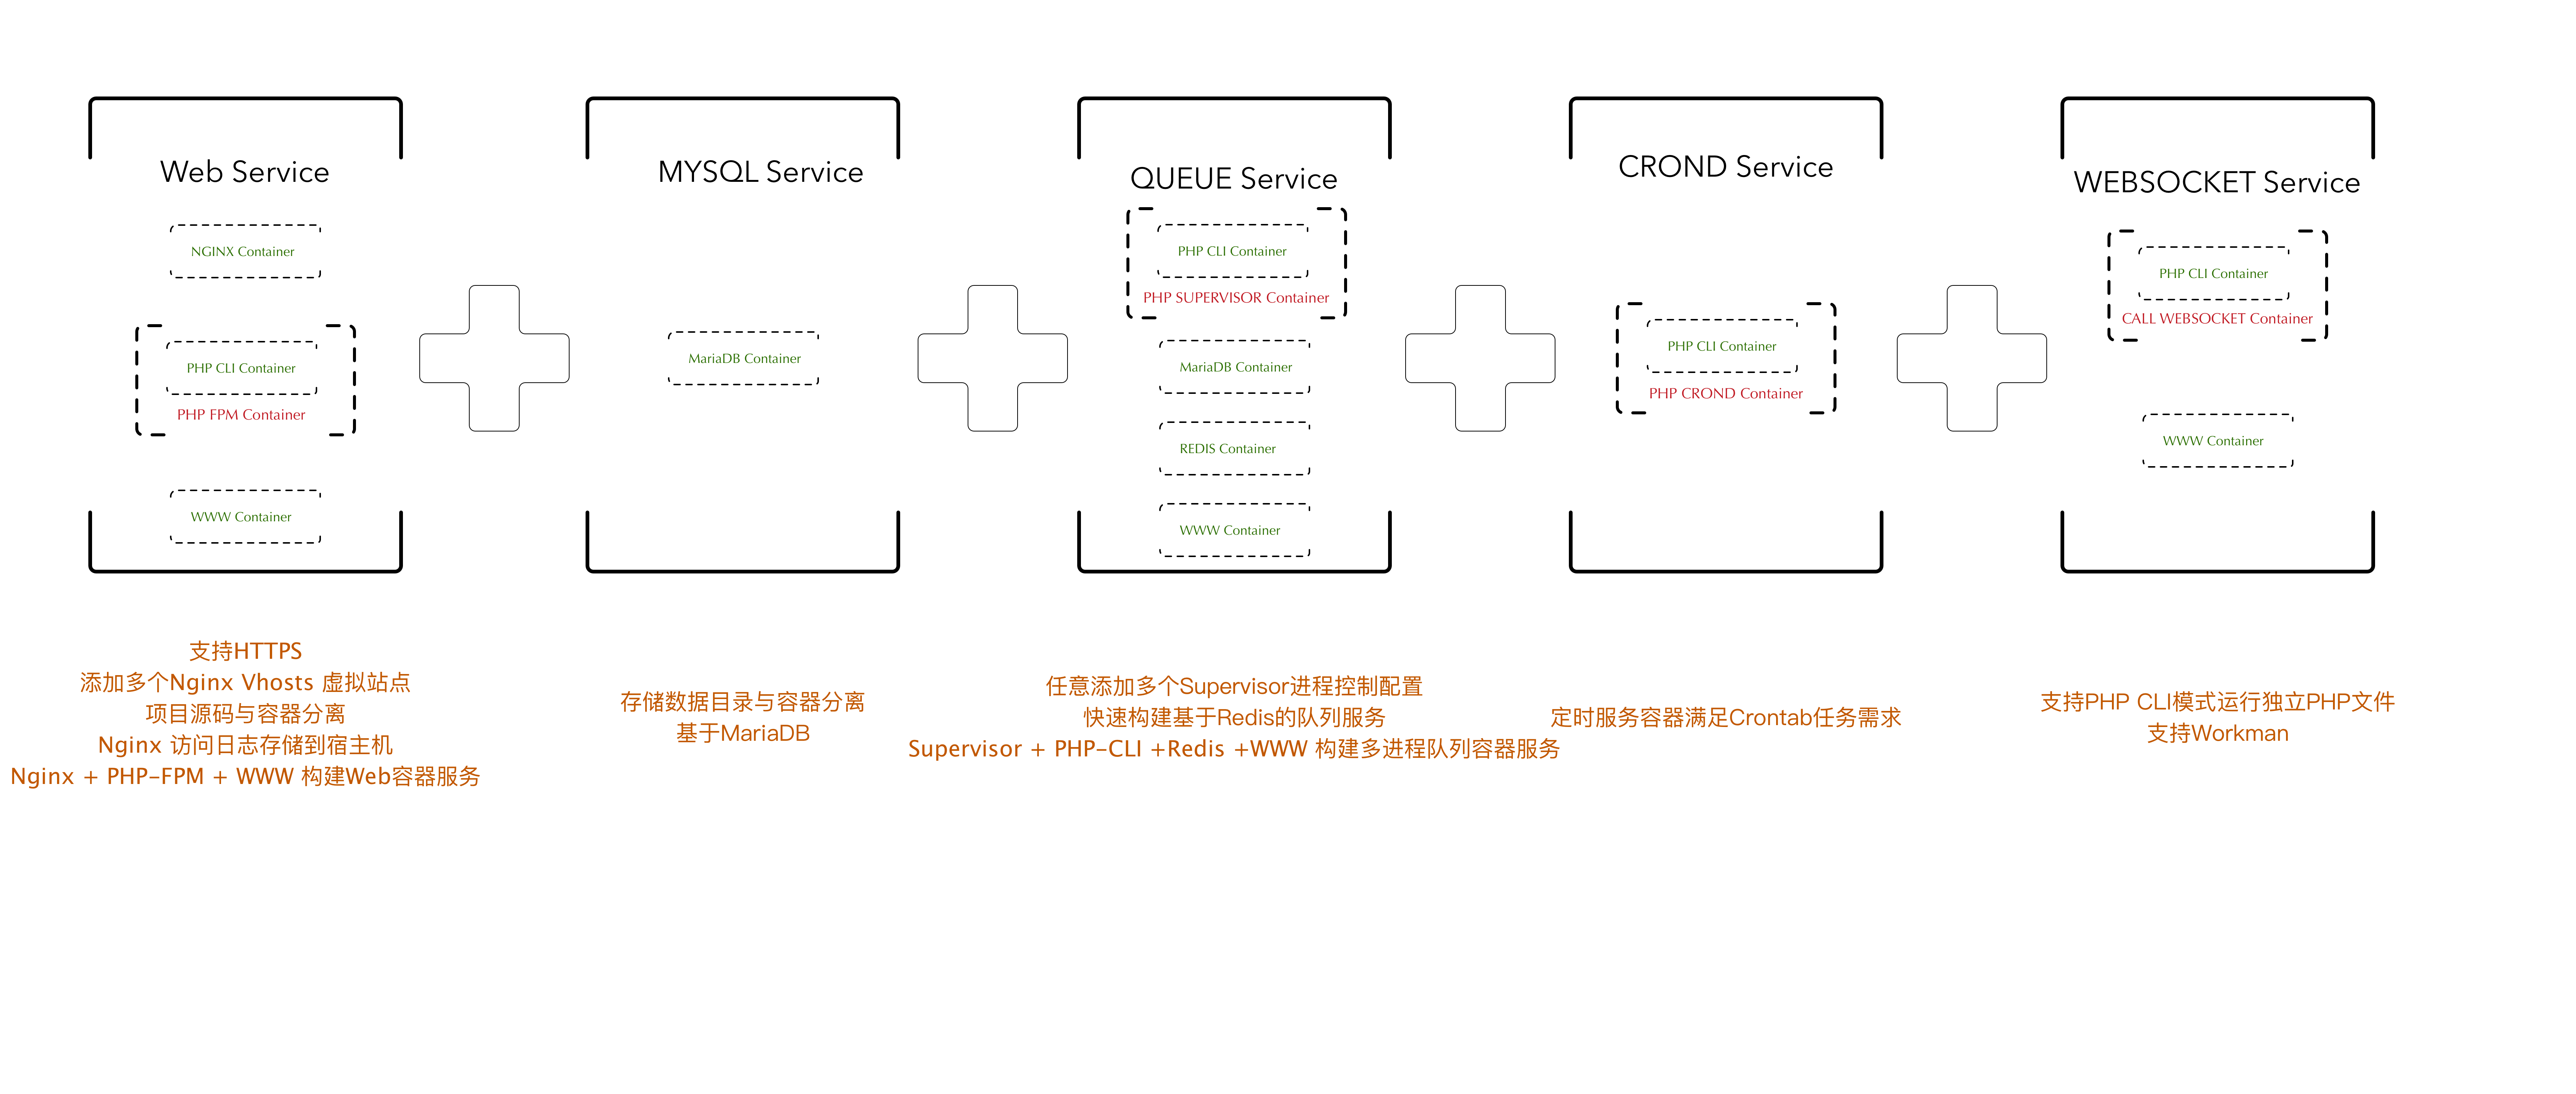 Web Service
NGINX Container
PHP CLI Container
PHP FPM Container
WWW Container
支持HTTPS
添加多个Nginx Vhosts 虚拟站点
项目源码与容器分离
Nginx 访问日志存储到宿主机
Nginx + PHP-FPM + WWW 构建Web容器服务
MYSQL Service
MariaDB Container
存储数据目录与容器分离
基于MariaDB
QUEUE Service
PHP CLI Container
PHP SUPERVISOR Container
MariaDB Container
REDIS Container
WWW Container
任意添加多个Supervisor进程控制配置
快速构建基于Redis的队列服务
Supervisor + PHP-CLI +Redis +WWW 构建多进程队列容器服务
CROND Service
PHP CLI Container
PHP CROND Container
定时服务容器满足Crontab任务需求
WEBSOCKET Service
PHP CLI Container
CALL WEBSOCKET Container
WWW Container
支持PHP CLI模式运行独立PHP文件
支持Workman